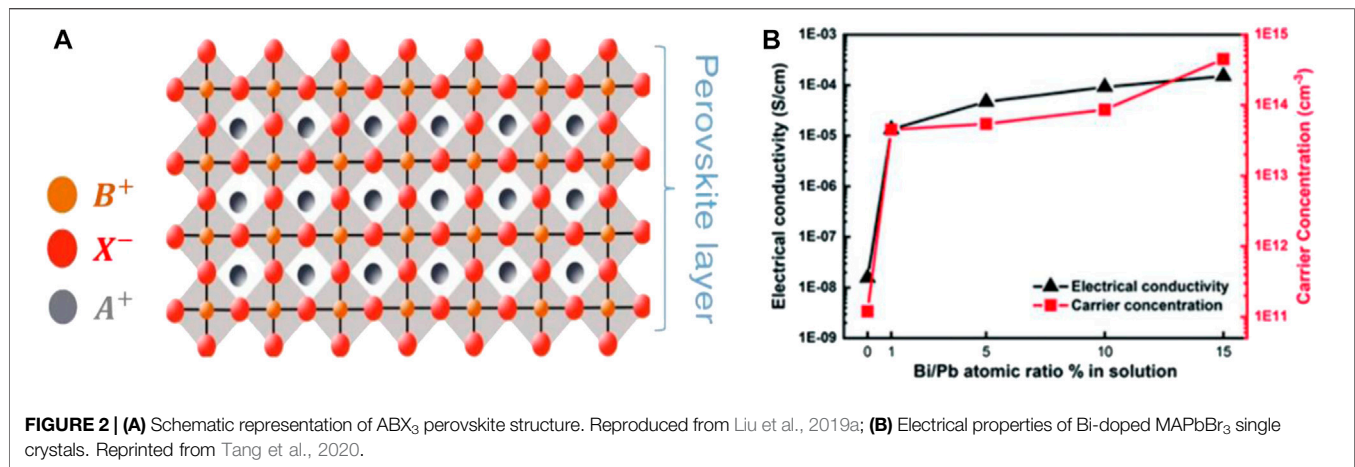 A
B⁺
X⁻
A⁺
Perovskite layer
B
Electrical conductivity (S/cm)
1E-03
1E-04
1E-05
1E-06
1E-07
1E-08
1E-09
0 1 5 10 15
Bi/Pb atomic ratio % in solution
Electrical conductivity
Carrier concentration
1E15
1E14
1E13
1E12
1E11
Carrier Concentration (cm⁻³)
FIGURE 2 | (A) Schematic representation of ABX₃ perovskite structure. Reproduced from Liu et al., 2019a; (B) Electrical properties of Bi-doped MAPbBr₃ single
crystals. Reprinted from Tang et al., 2020.